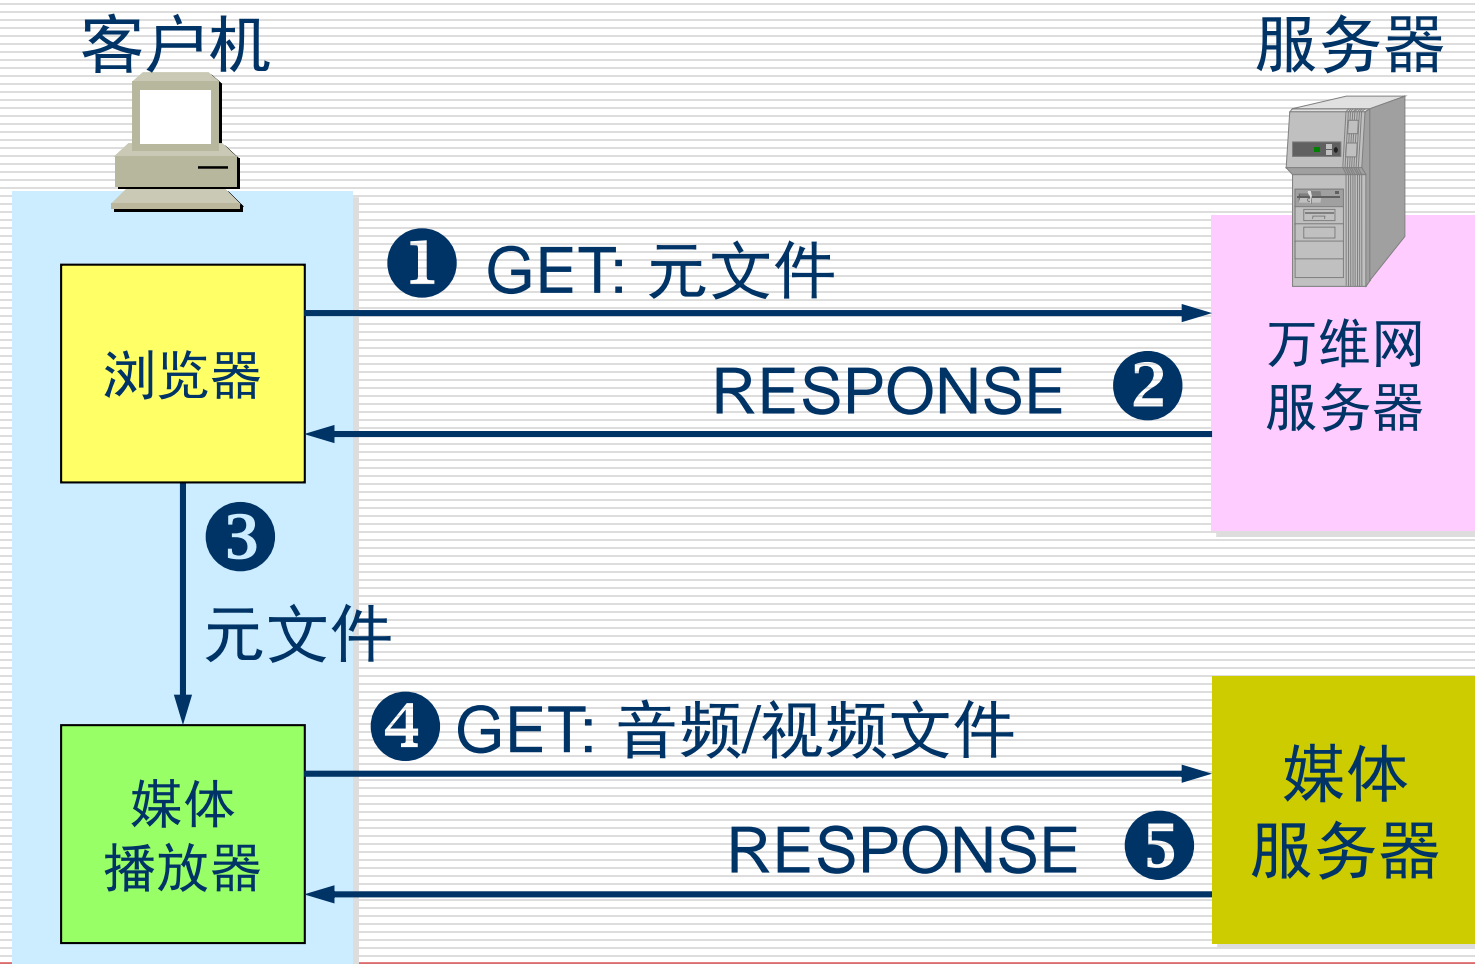 客户机
服务器
❶ GET: 元文件
浏览器
万维网
服务器
RESPONSE ❷
❸
元文件
❹ GET: 音频/视频文件
媒体
播放器
媒体
服务器
RESPONSE ❺